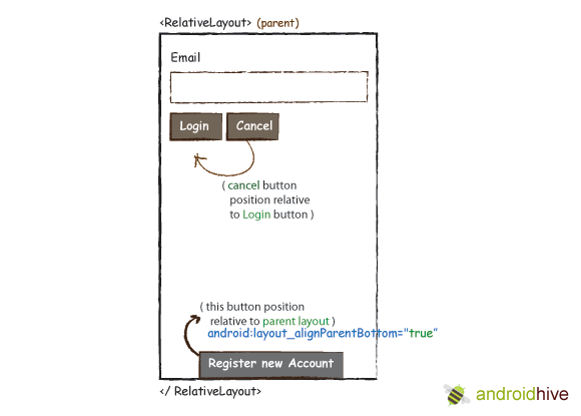 <RelativeLayout> (parent)
Email
Login Cancel
( cancel button
position relative
to Login button )
( this button position
relative to parent layout )
android:layout_alignParentBottom="true"
Register new Account
</ RelativeLayout>
androidhive